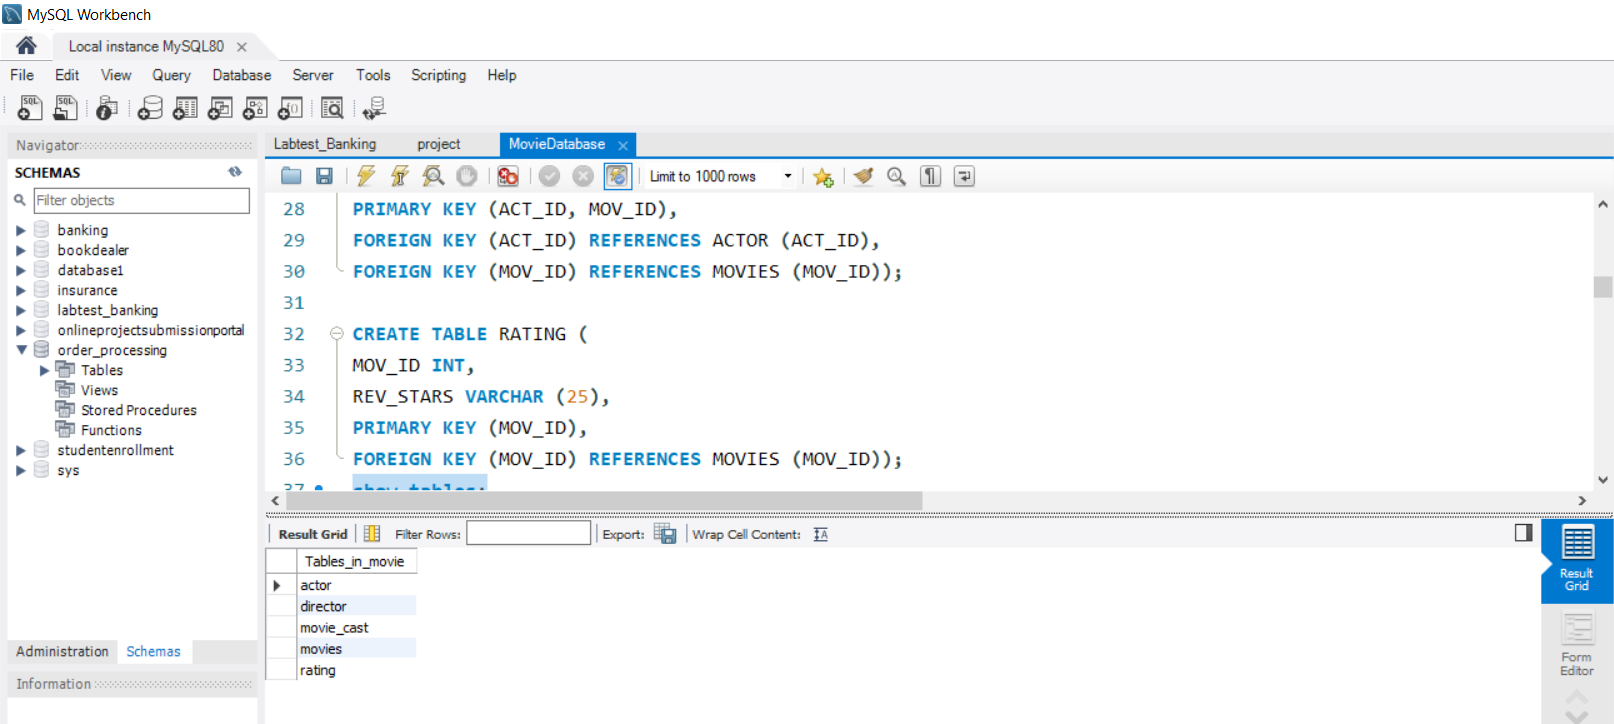 MySQL Workbench
Local instance MySQL80
File Edit View Query Database Server Tools Scripting Help
Navigator
SCHEMAS
Filter objects
banking
bookdealer
database1
insurance
labtest_banking
onlineprojectsubmissionportal
order_processing
Tables
Views
Stored Procedures
Functions
studentenrollment
sys
Administration Schemas
Information
Labtest_Banking project MovieDatabase
Limit to 1000 rows
28 PRIMARY KEY (ACT_ID, MOV_ID),
29 FOREIGN KEY (ACT_ID) REFERENCES ACTOR (ACT_ID),
30 FOREIGN KEY (MOV_ID) REFERENCES MOVIES (MOV_ID));
31
32 CREATE TABLE RATING (
33 MOV_ID INT,
34 REV_STARS VARCHAR (25),
35 PRIMARY KEY (MOV_ID),
36 FOREIGN KEY (MOV_ID) REFERENCES MOVIES (MOV_ID));
37 show tables;
Result Grid Filter Rows: Export: Wrap Cell Content:
Tables_in_movie
actor
director
movie_cast
movies
rating
Result
Grid
Form
Editor